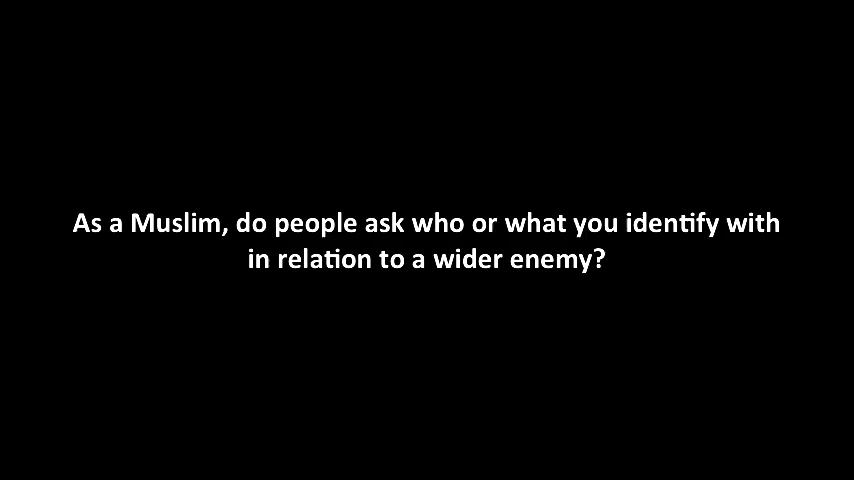 As a Muslim, do people ask who or what you identify with
in relation to a wider enemy?